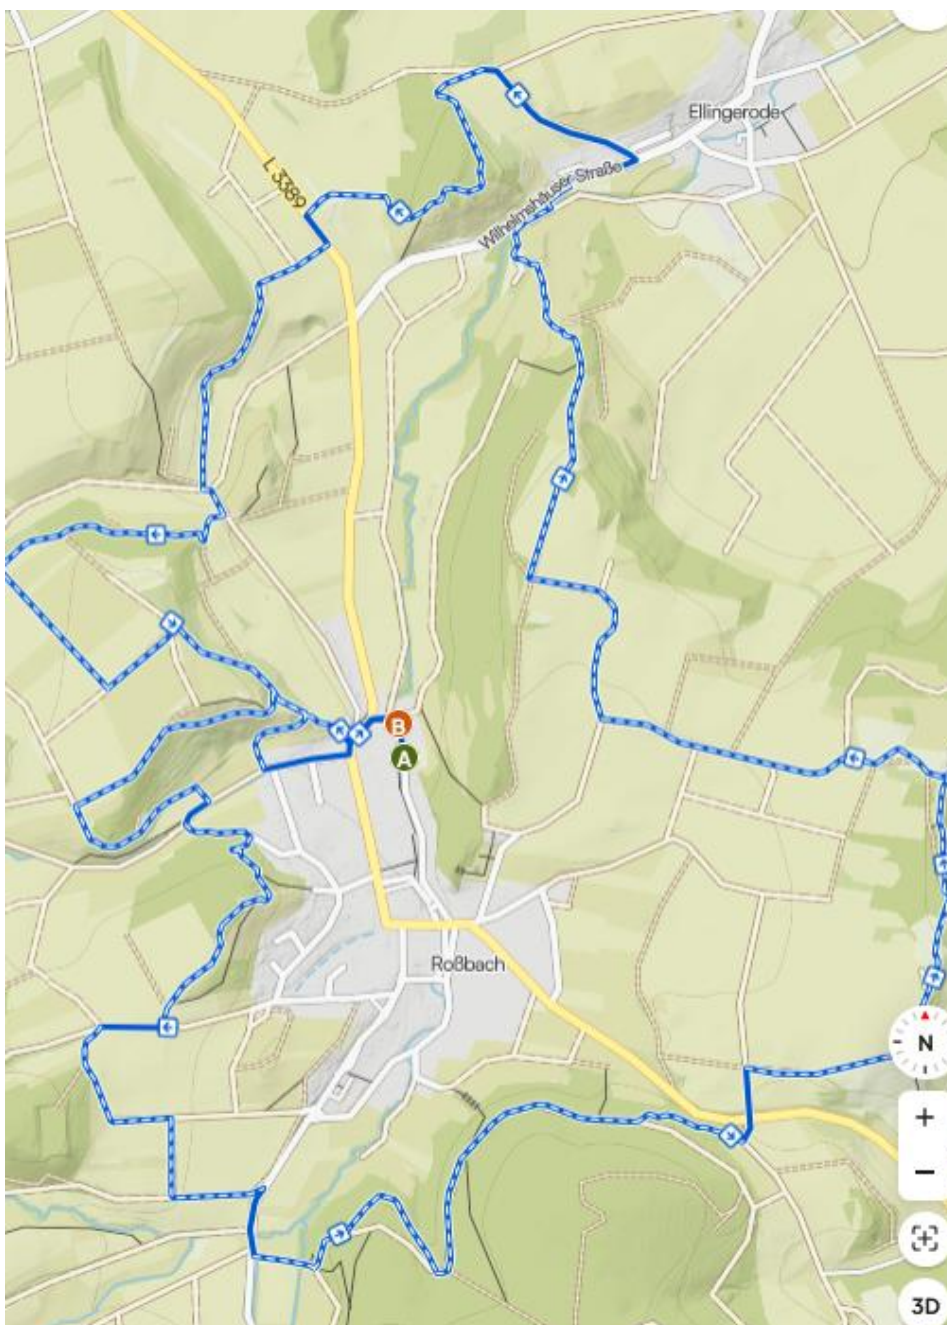 Ellingerode
L 3389
Wilhelmshäuser Straße
B
A
Roßbach
N
+
−
3D